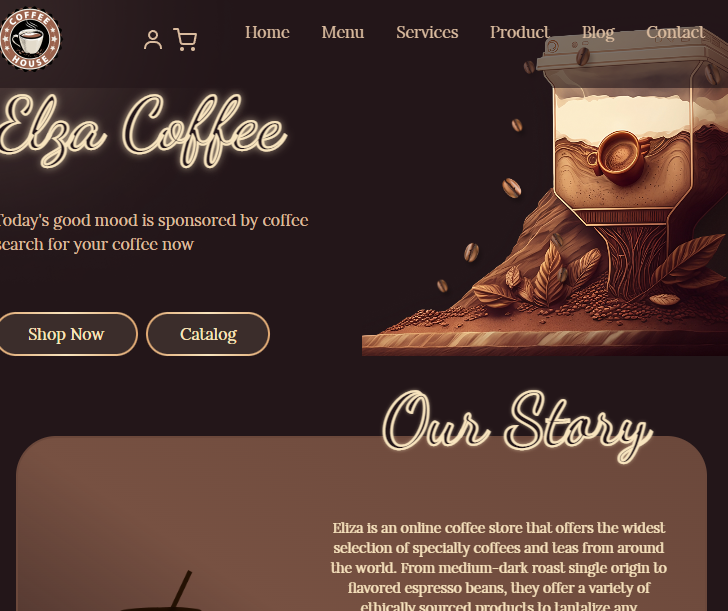 COFFEE
HOUSE
Home Menu Services Product Blog Contact
Elza Coffee
Today's good mood is sponsored by coffee
search for your coffee now
Shop Now Catalog
Our Story
Eliza is an online coffee store that offers the widest
selection of specialty coffees and teas from around
the world. From medium-dark roast single origin to
flavored espresso beans, they offer a variety of
ethically sourced products to tantalize any